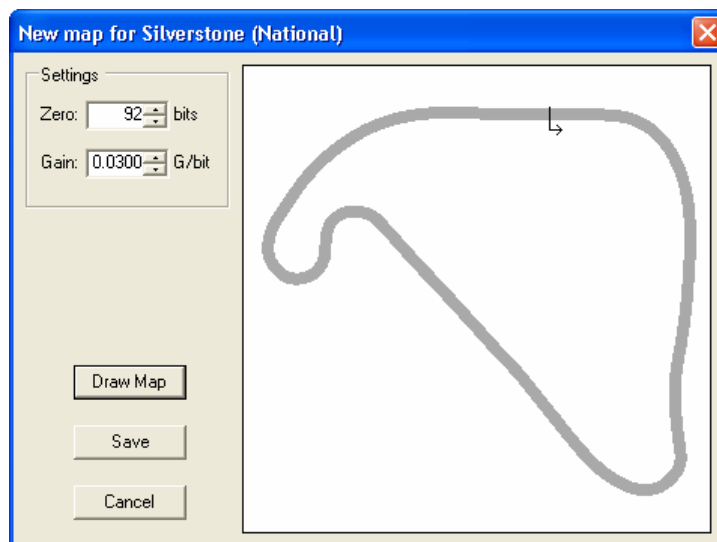 New map for Silverstone (National)
Settings
Zero: 92 bits
Gain: 0.0300 G/bit
Draw Map
Save
Cancel